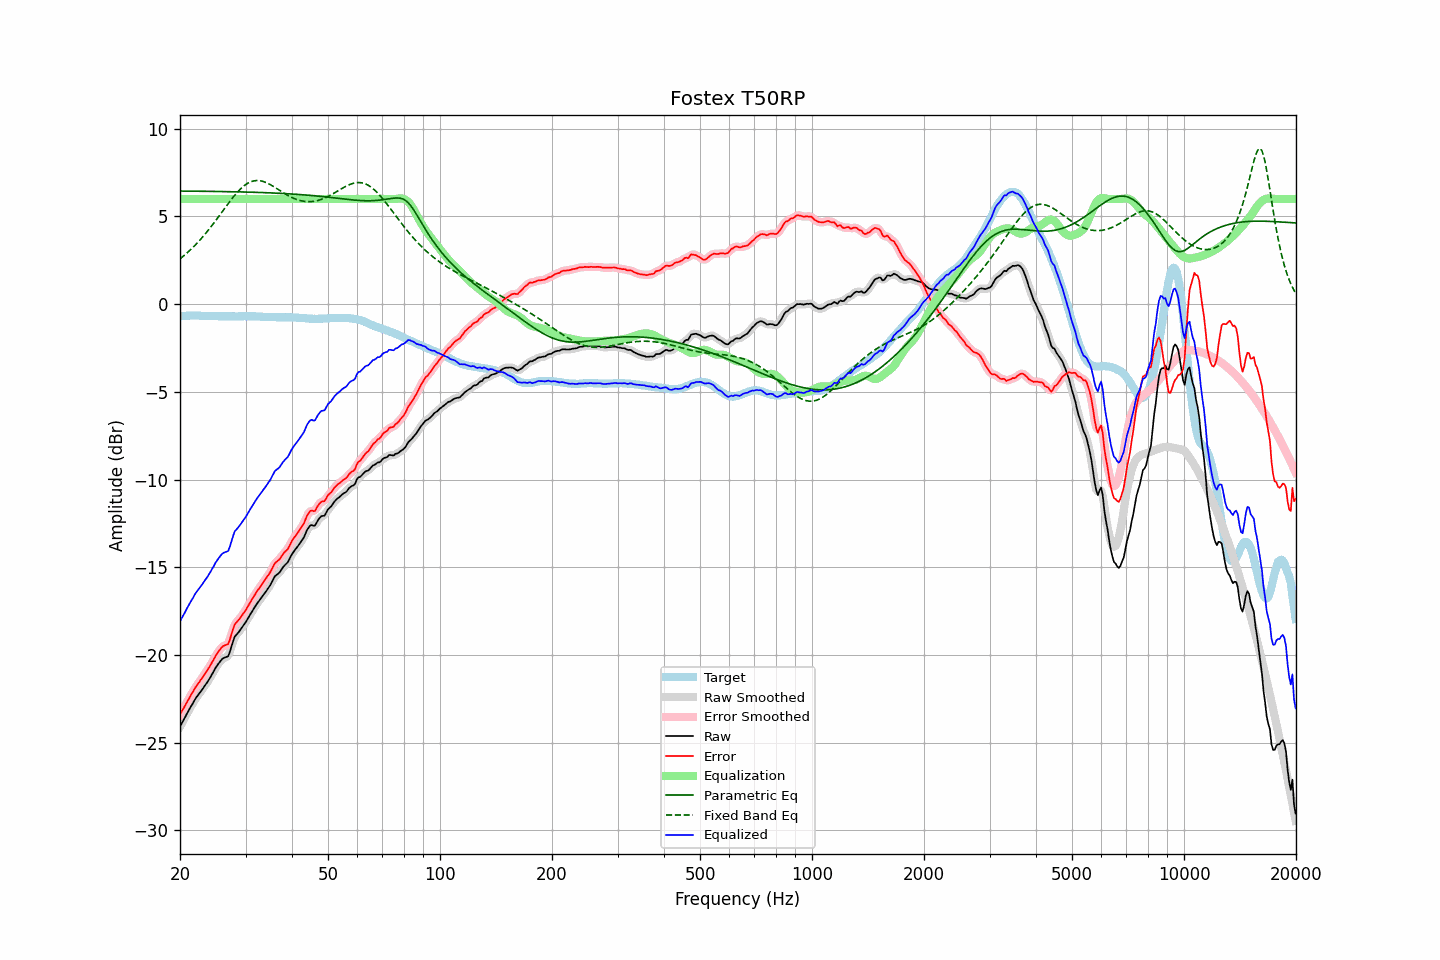 Fostex T50RP
Amplitude (dBr)
10
5
0
−5
−10
−15
−20
−25
−30
Target
Raw Smoothed
Error Smoothed
Raw
Error
Equalization
Parametric Eq
Fixed Band Eq
Equalized
20 50 100 200 500 1000 2000 5000 10000 20000
Frequency (Hz)